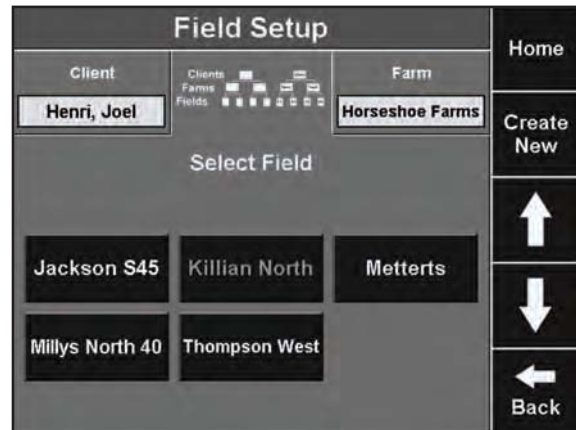 Field Setup
Client
Henri, Joel
Clients
Farms
Fields
Farm
Horseshoe Farms
Select Field
Jackson S45
Killian North
Metterts
Millys North 40
Thompson West
Home
Create
New
Back